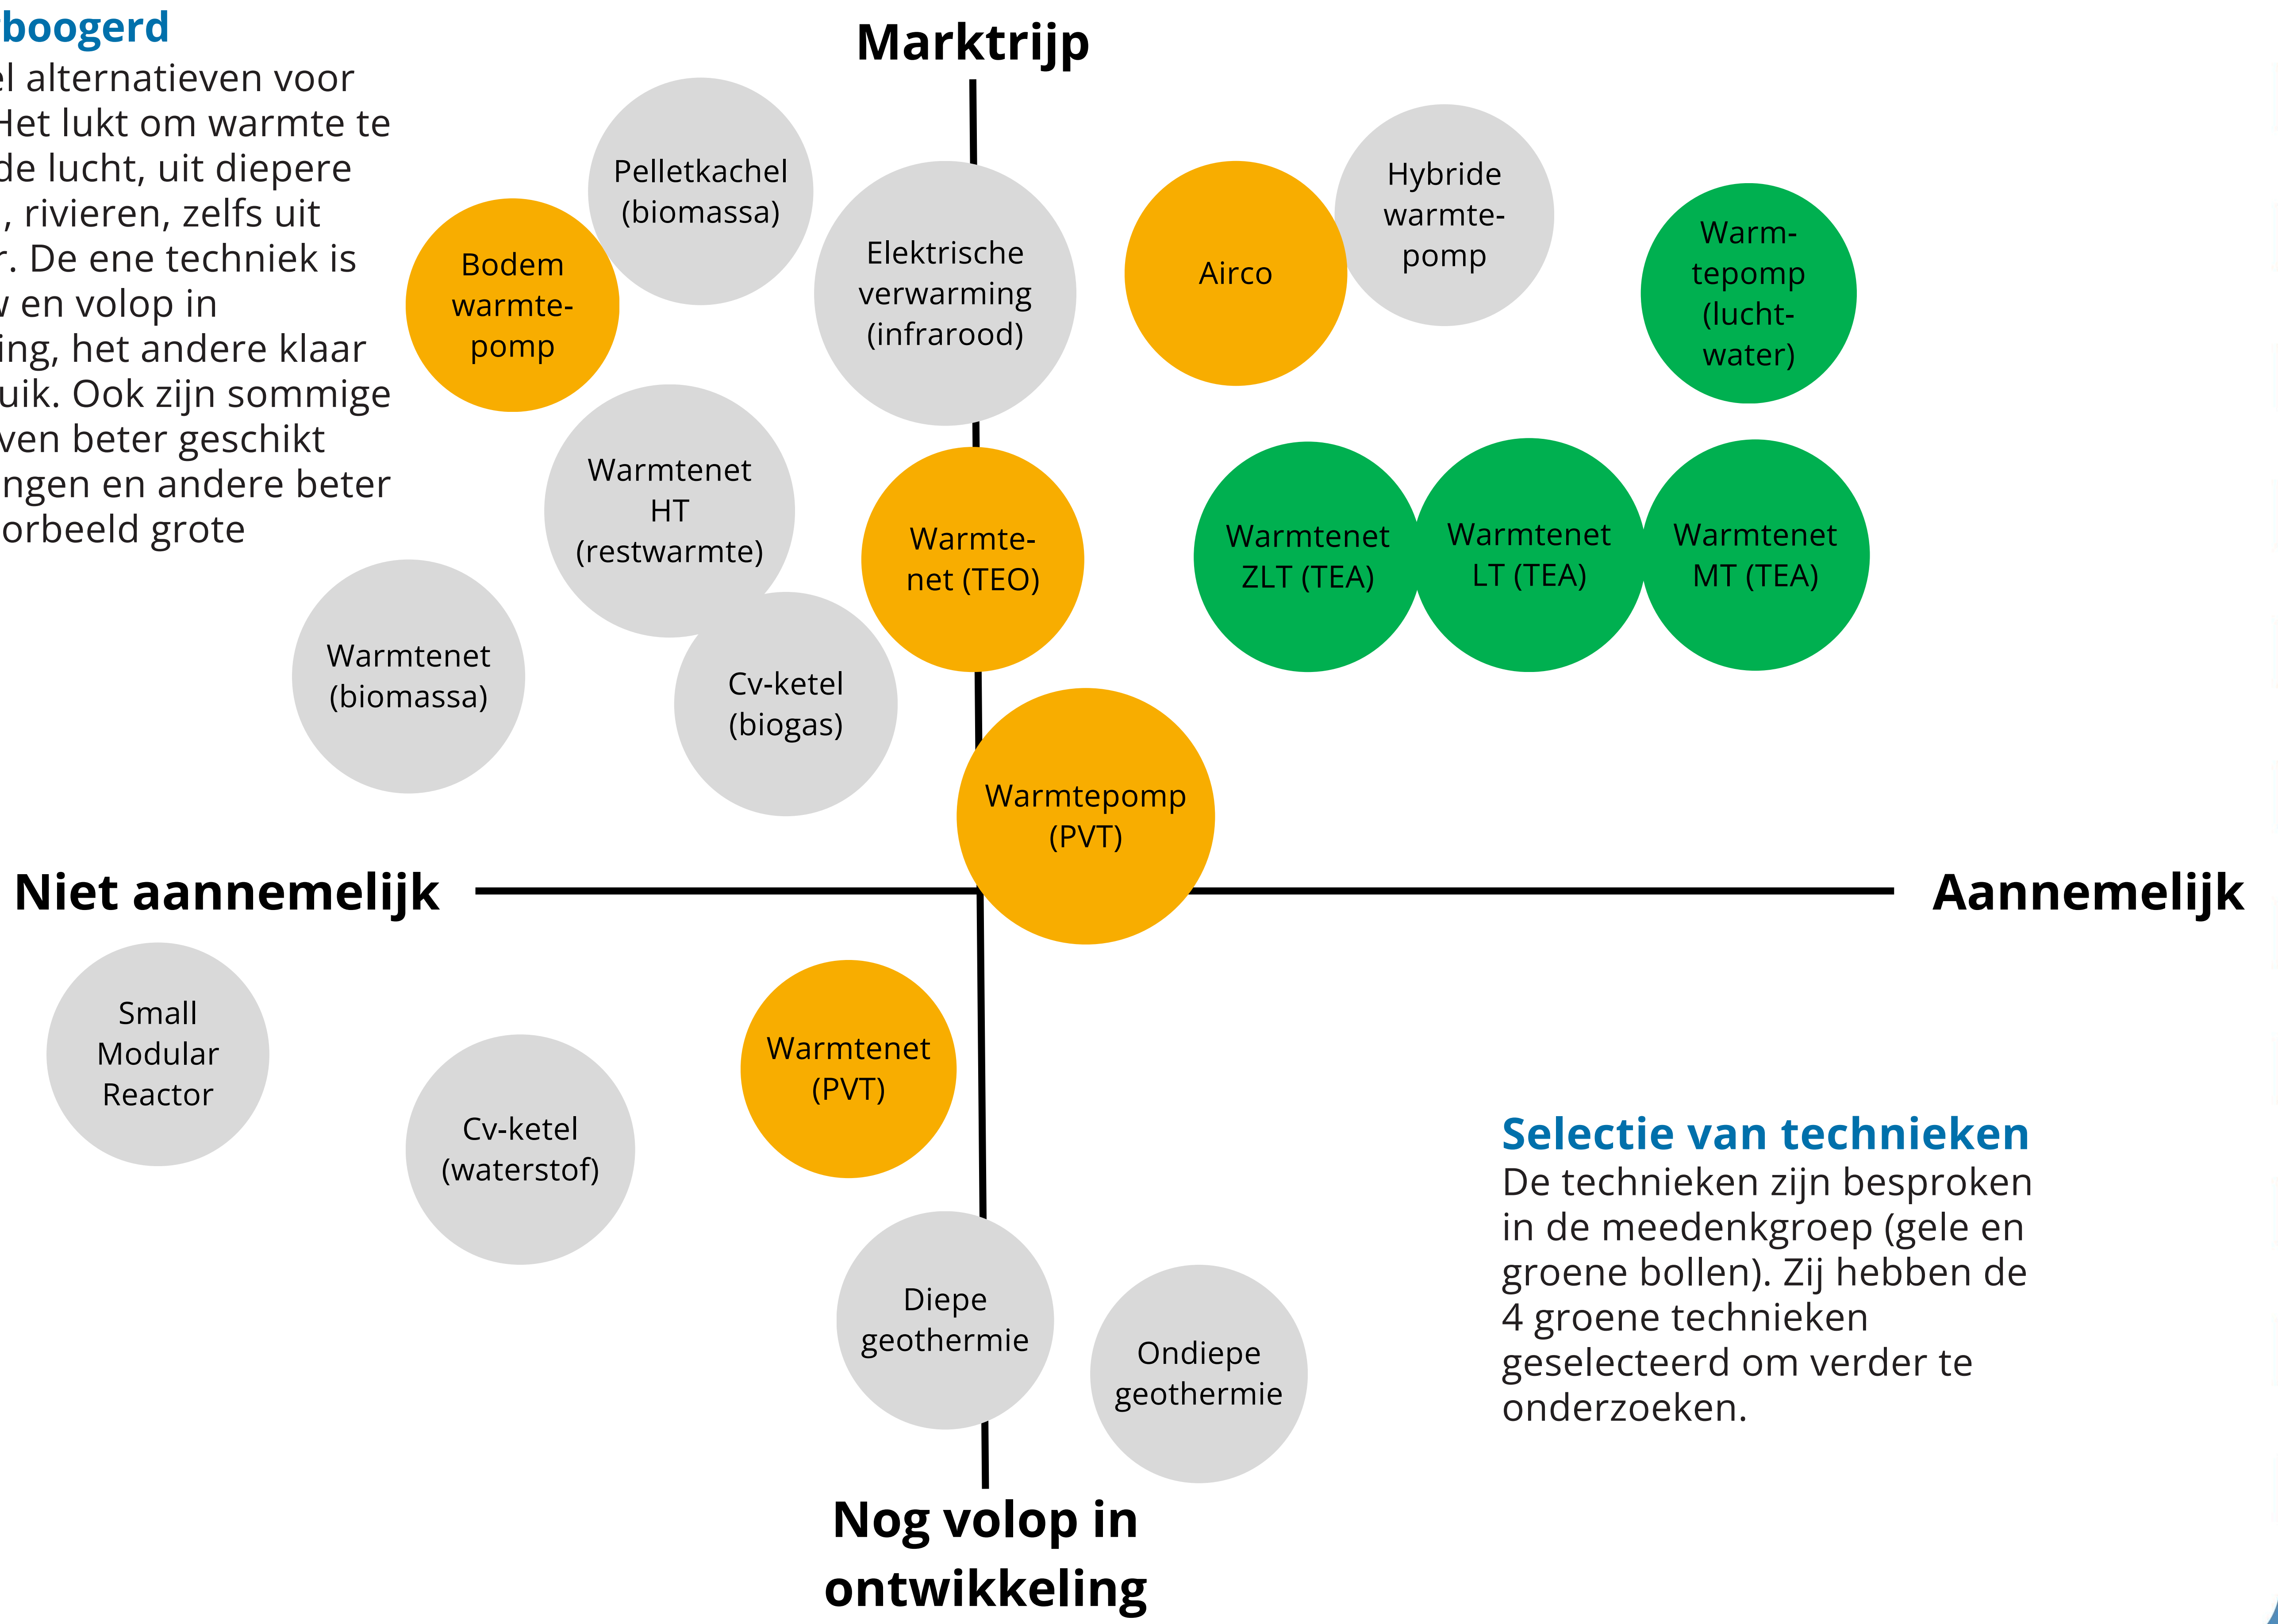 boogerd
el alternatieven voor
Het lukt om warmte te
de lucht, uit diepere
, rivieren, zelfs uit
r. De ene techniek is
w en volop in
ing, het andere klaar
uik. Ook zijn sommige
ven beter geschikt
ngen en andere beter
orbeeld grote
Marktrijp
Pelletkachel
(biomassa)
Bodem
warmte-
pomp
Elektrische
verwarming
(infrarood)
Airco
Hybride
warmte-
pomp
Warm-
tepomp
(lucht-
water)
Warmtenet
HT
(restwarmte)
Warmte-
net (TEO)
Warmtenet
ZLT (TEA)
Warmtenet
LT (TEA)
Warmtenet
MT (TEA)
Warmtenet
(biomassa)
Cv-ketel
(biogas)
Warmtepomp
(PVT)
Niet aannemelijk
Aannemelijk
Small
Modular
Reactor
Cv-ketel
(waterstof)
Warmtenet
(PVT)
Diepe
geothermie
Ondiepe
geothermie
Selectie van technieken
De technieken zijn besproken
in de meedenkgroep (gele en
groene bollen). Zij hebben de
4 groene technieken
geselecteerd om verder te
onderzoeken.
Nog volop in
ontwikkeling